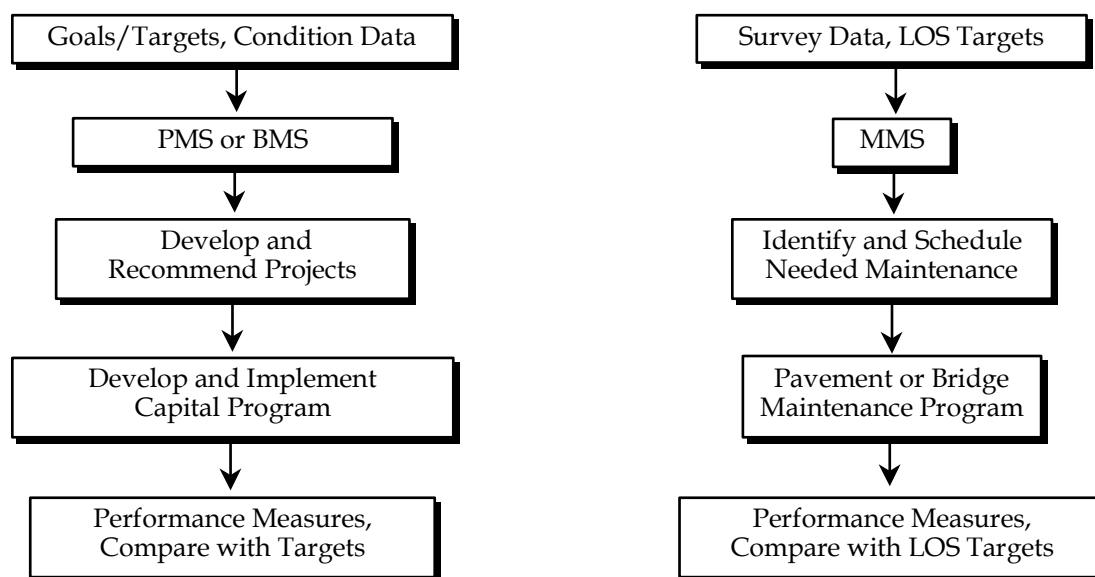 Goals/Targets, Condition Data
PMS or BMS
Develop and
Recommend Projects
Develop and Implement
Capital Program
Performance Measures,
Compare with Targets
Survey Data, LOS Targets
MMS
Identify and Schedule
Needed Maintenance
Pavement or Bridge
Maintenance Program
Performance Measures,
Compare with LOS Targets